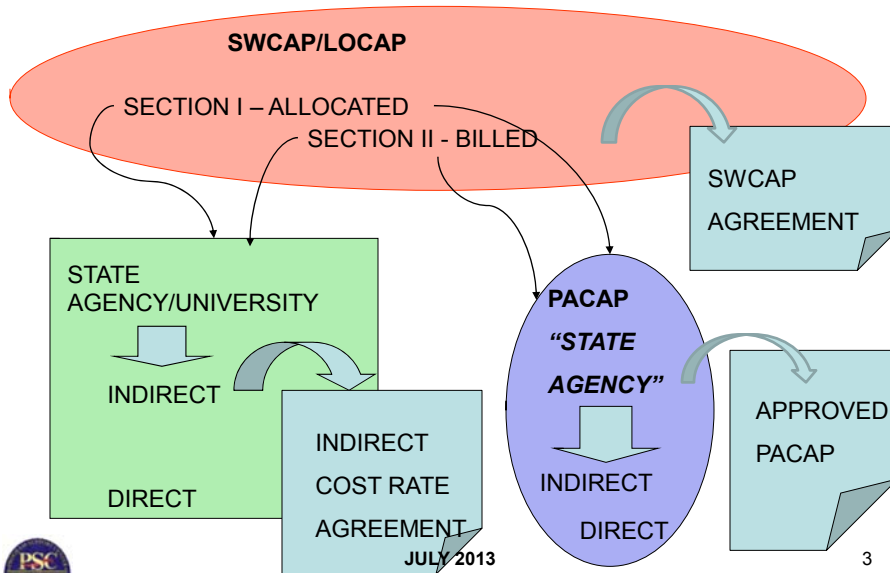 SWCAP/LOCAP
SECTION I – ALLOCATED
SECTION II - BILLED
SWCAP
AGREEMENT
STATE
AGENCY/UNIVERSITY
INDIRECT
DIRECT
INDIRECT
COST RATE
AGREEMENT
PACAP
“STATE
AGENCY”
INDIRECT
DIRECT
APPROVED
PACAP
PSC
JULY 2013
3